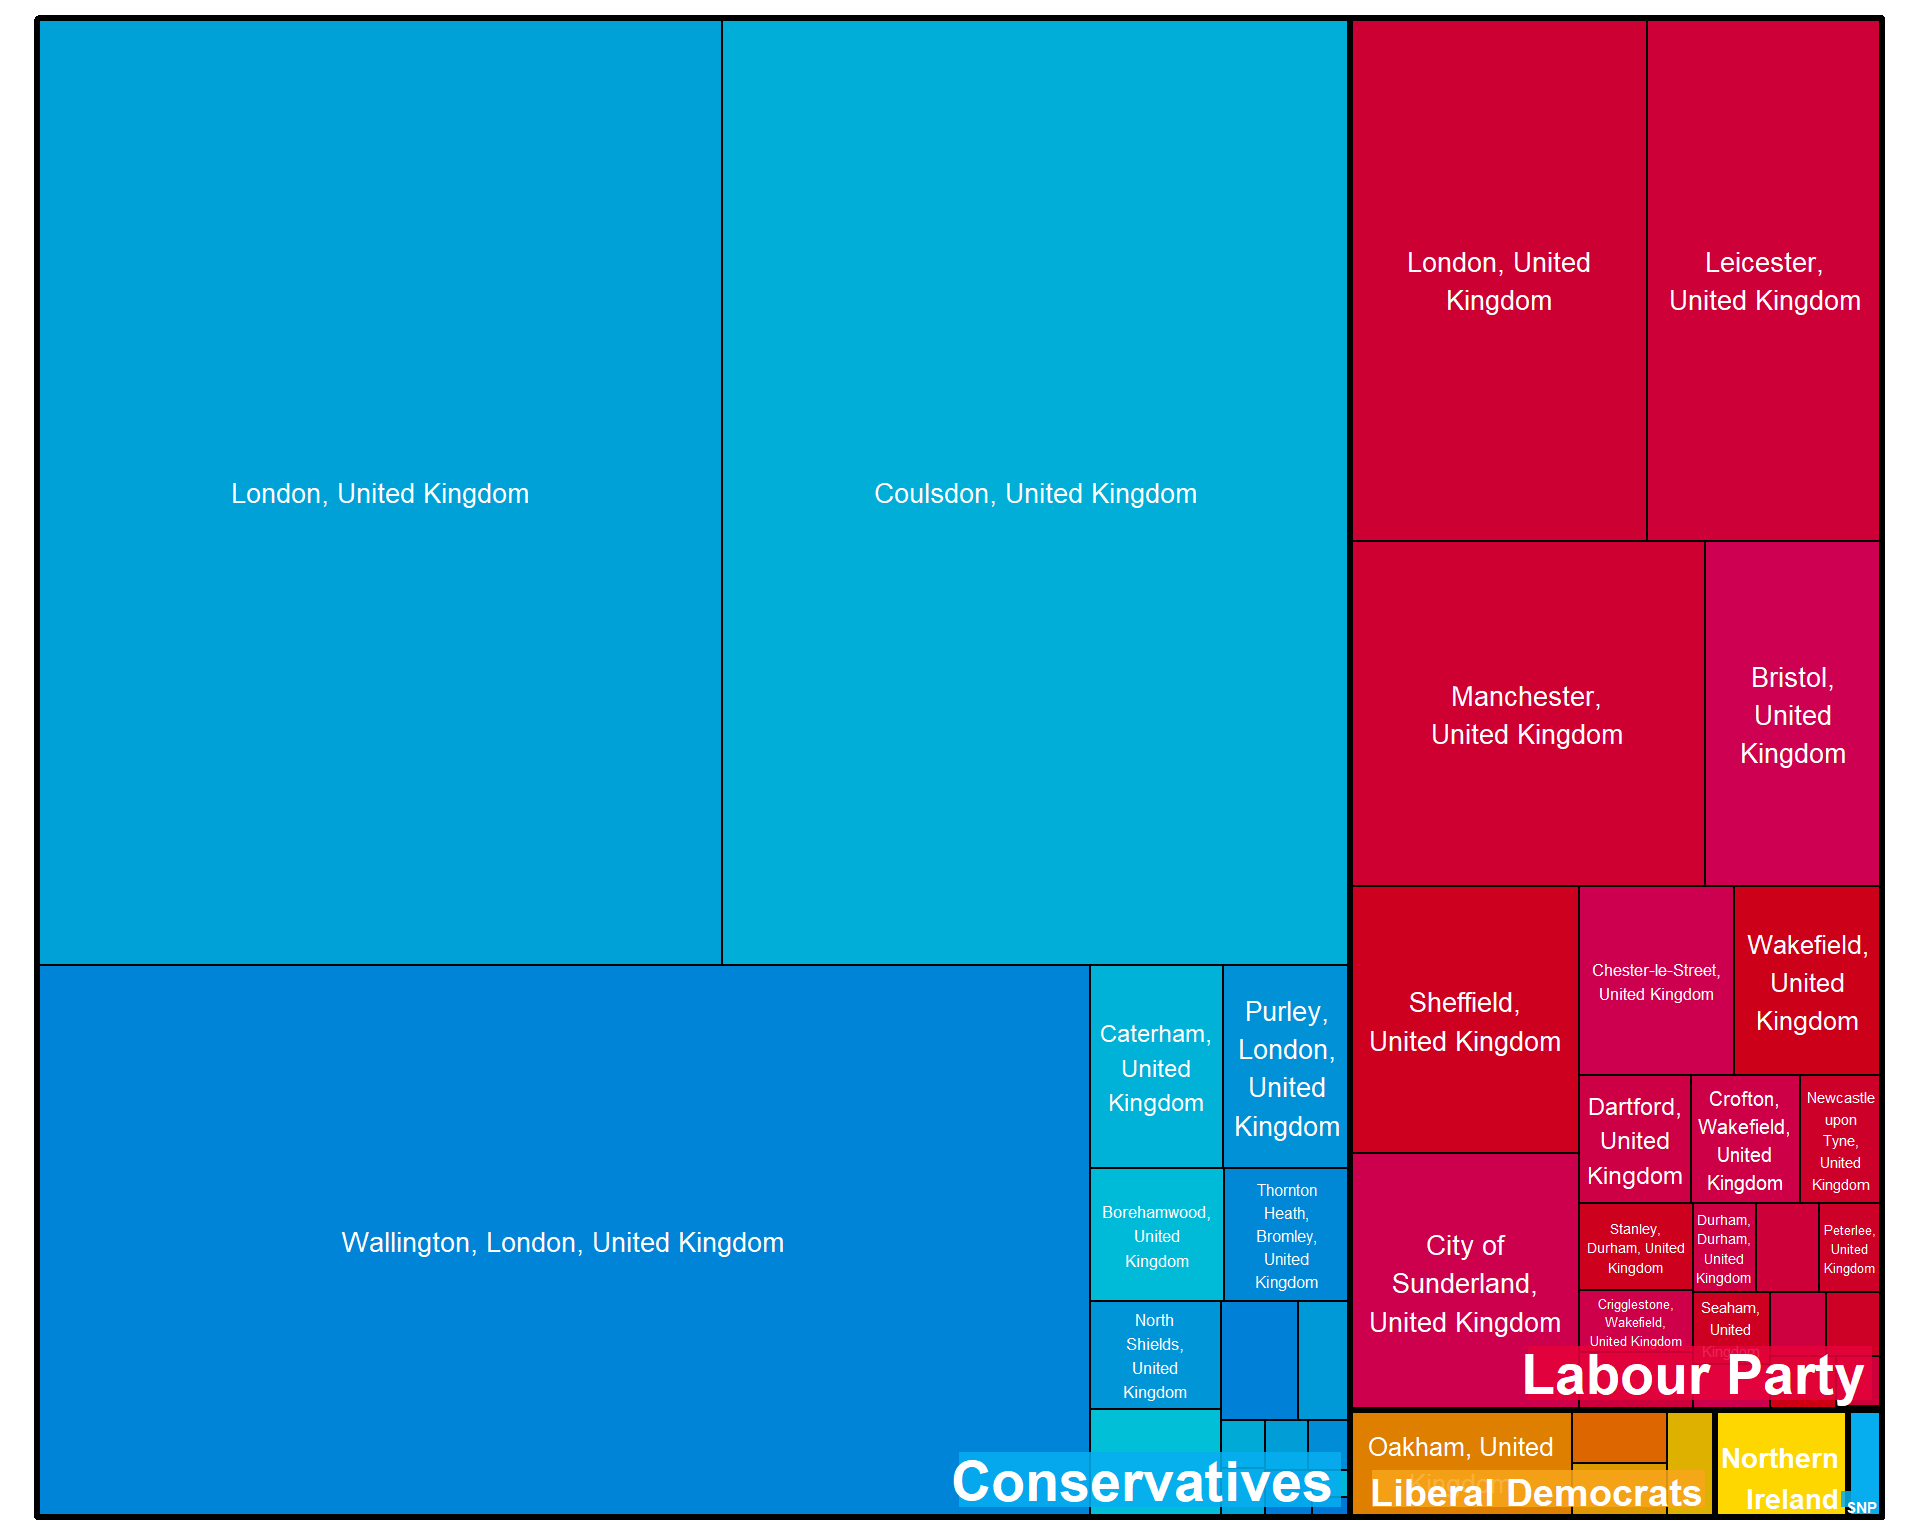 London, United Kingdom
Coulsdon, United Kingdom
Wallington, London, United Kingdom
Caterham,
United
Kingdom
Purley,
London,
United
Kingdom
Borehamwood,
United
Kingdom
Thornton
Heath,
Bromley,
United
Kingdom
North
Shields,
United
Kingdom
Conservatives
London, United
Kingdom
Leicester,
United Kingdom
Manchester,
United Kingdom
Bristol,
United
Kingdom
Sheffield,
United Kingdom
Chester-le-Street,
United Kingdom
Wakefield,
United
Kingdom
Dartford,
United
Kingdom
Crofton,
Wakefield,
United
Kingdom
Newcastle
upon
Tyne,
United
Kingdom
City of
Sunderland,
United Kingdom
Stanley,
Durham, United
Kingdom
Durham,
Durham,
United
Kingdom
Peterlee,
United
Kingdom
Crigglestone,
Wakefield,
United Kingdom
Seaham,
United
Kingdom
Labour Party
Oakham, United
Kingdom
Liberal Democrats
Northern
Ireland
SNP